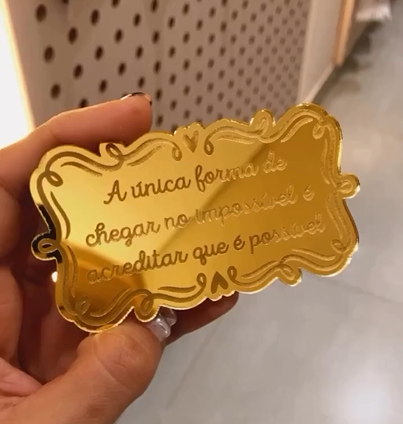 A única forma de
chegar no impossível é
acreditar que é possível